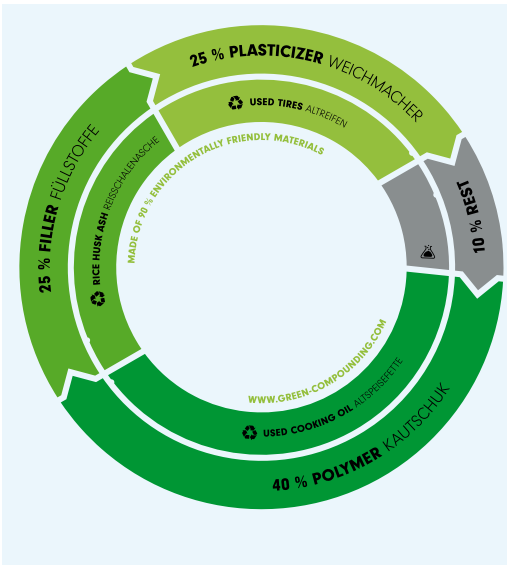 25 % PLASTICIZER WEICHMACHER
USED TIRES ALTREIFEN
MADE OF 90 % ENVIRONMENTALLY FRIENDLY MATERIALS
10 % REST
25 % FILLER FÜLLSTOFFE
RICE HUSK ASH REISSCHALENASCHE
WWW.GREEN-COMPOUNDING.COM
USED COOKING OIL ALTSPEISEFETTE
40 % POLYMER KAUTSCHUK